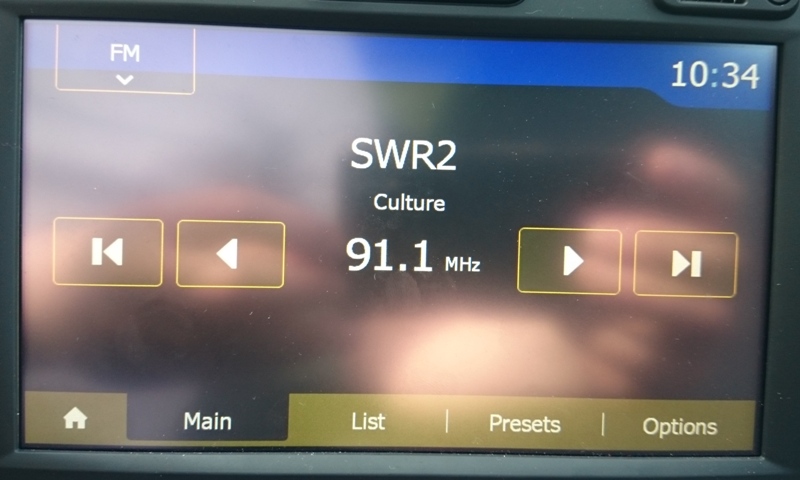 FM
10:34
SWR2
Culture
91.1 MHz
Main
List
Presets
Options